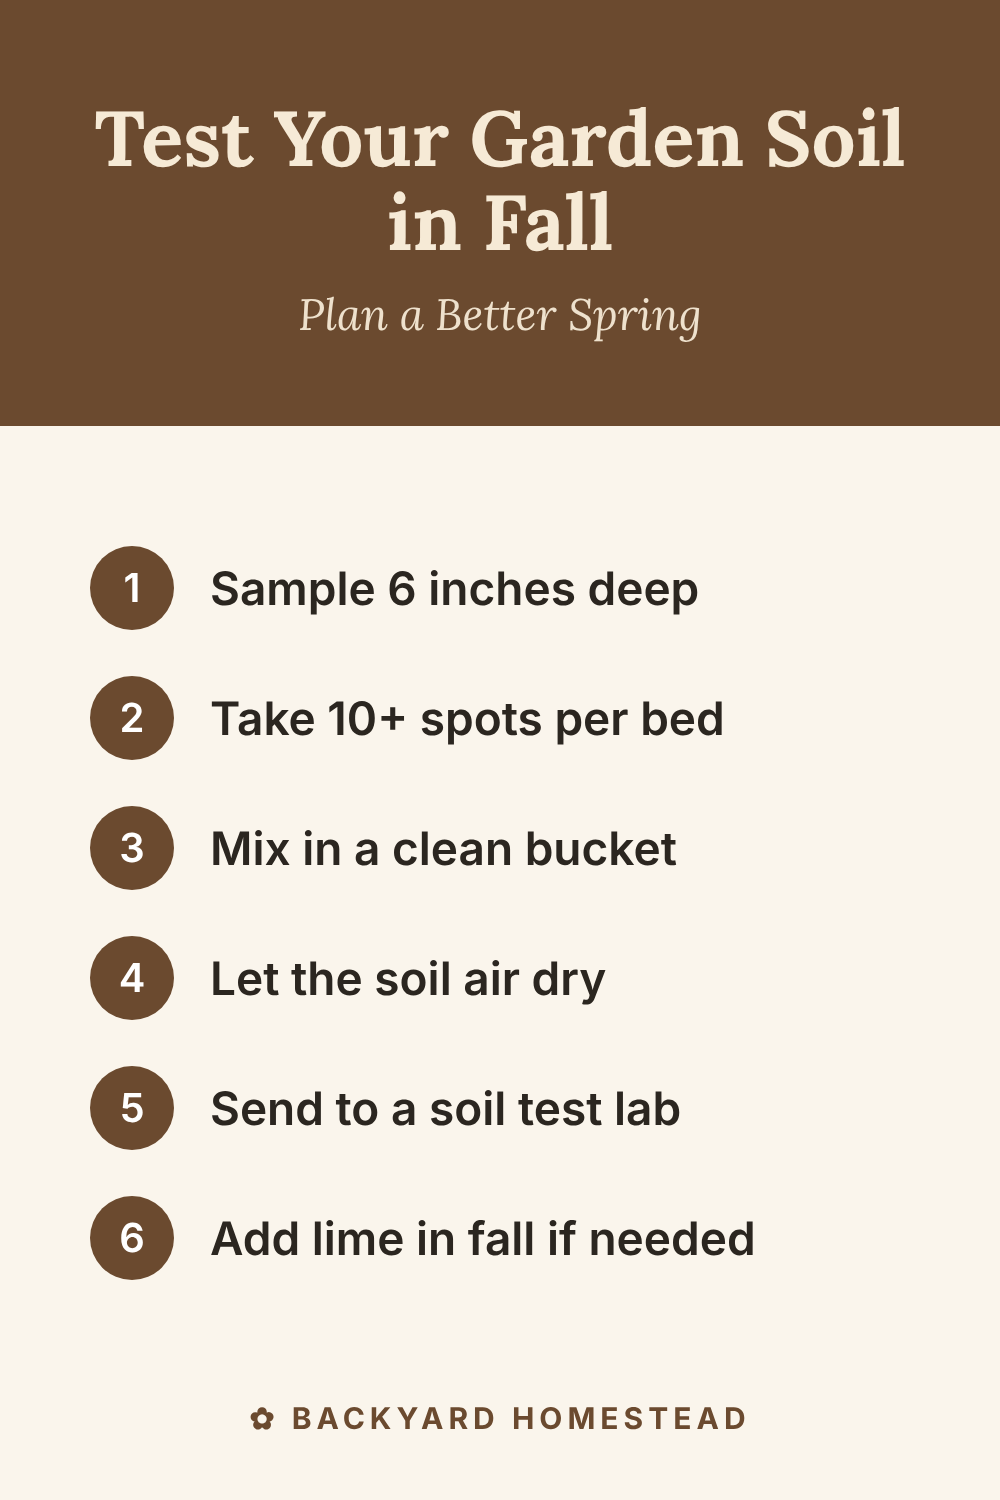 Test Your Garden Soil
in Fall
Plan a Better Spring
1 Sample 6 inches deep
2 Take 10+ spots per bed
3 Mix in a clean bucket
4 Let the soil air dry
5 Send to a soil test lab
6 Add lime in fall if needed
✿ BACKYARD HOMESTEAD